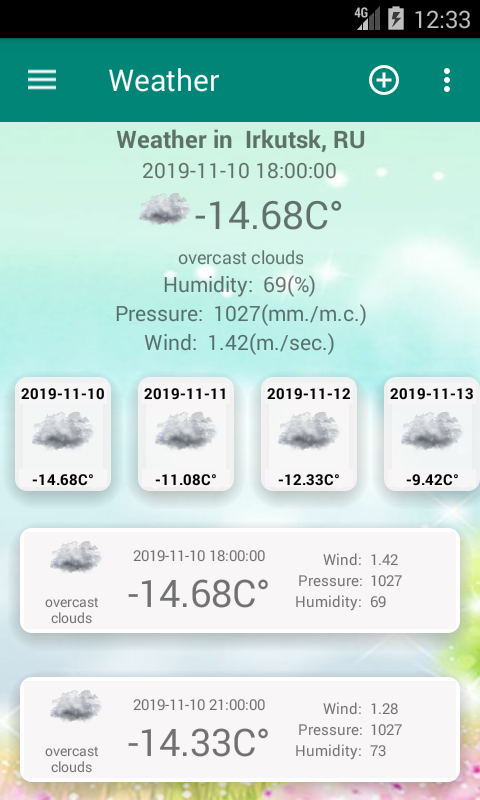 4G 12:33
Weather
Weather in Irkutsk, RU
2019-11-10 18:00:00
-14.68C°
overcast clouds
Humidity: 69(%)
Pressure: 1027(mm./m.c.)
Wind: 1.42(m./sec.)
2019-11-10 2019-11-11 2019-11-12 2019-11-13
-14.68C° -11.08C° -12.33C° -9.42C°
2019-11-10 18:00:00
-14.68C°
overcast
clouds
Wind: 1.42
Pressure: 1027
Humidity: 69
2019-11-10 21:00:00
-14.33C°
overcast
clouds
Wind: 1.28
Pressure: 1027
Humidity: 73